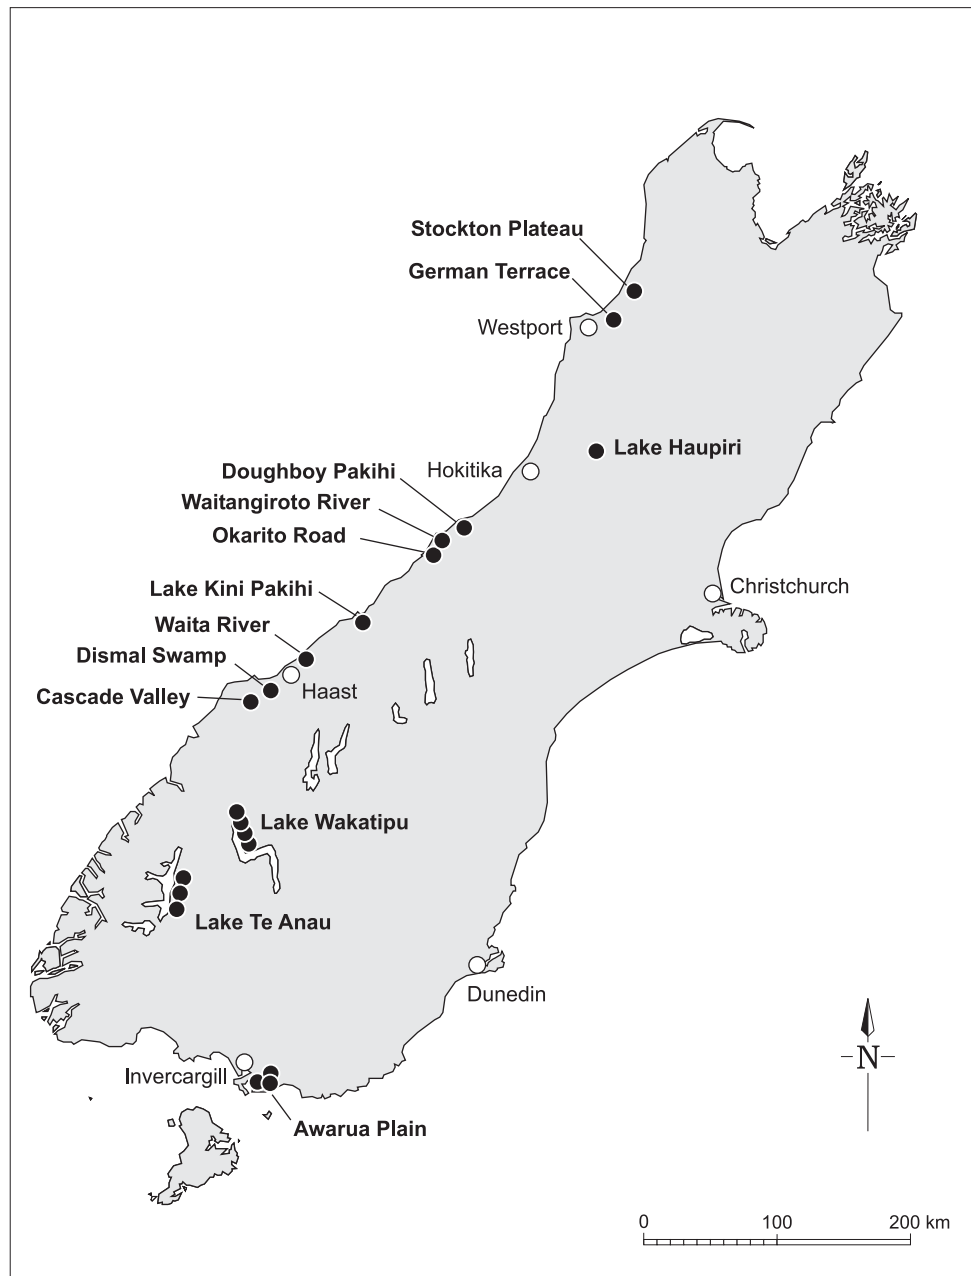 Stockton Plateau
German Terrace
Westport
Lake Haupiri
Doughboy Pakihi
Hokitika
Waitangiroto River
Okarito Road
Christchurch
Lake Kini Pakihi
Waita River
Dismal Swamp
Haast
Cascade Valley
Lake Wakatipu
Lake Te Anau
Dunedin
N
Invercargill
Awarua Plain
0 100 200 km